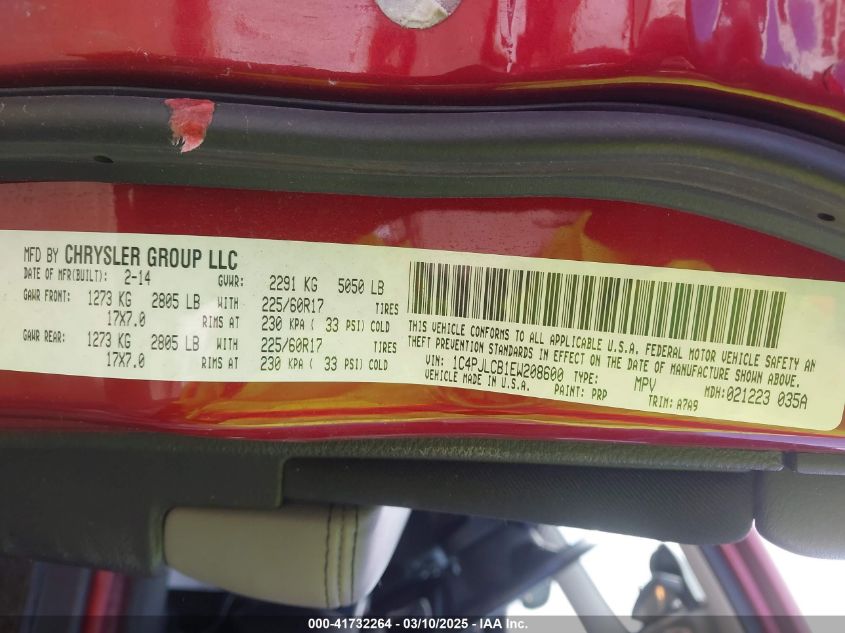 MFD BY CHRYSLER GROUP LLC
DATE OF MFR(BUILT): 2-14 GVWR: 2291 KG 5050 LB
GAWR FRONT: 1273 KG 2805 LB WITH 225/60R17 TIRES
17X7.0 RIMS AT 230 KPA ( 33 PSI) COLD
GAWR REAR: 1273 KG 2805 LB WITH 225/60R17 TIRES
17X7.0 RIMS AT 230 KPA ( 33 PSI) COLD
THIS VEHICLE CONFORMS TO ALL APPLICABLE U.S.A. FEDERAL MOTOR VEHICLE SAFETY AN
THEFT PREVENTION STANDARDS IN EFFECT ON THE DATE OF MANUFACTURE SHOWN ABOVE.
VIN: 1C4PJLCB1EW208600 TYPE: MPV MDH:021223 035A
VEHICLE MADE IN U.S.A. PAINT: PRP TRIM: A7A9
000-41732264 - 03/10/2025 - IAA Inc.